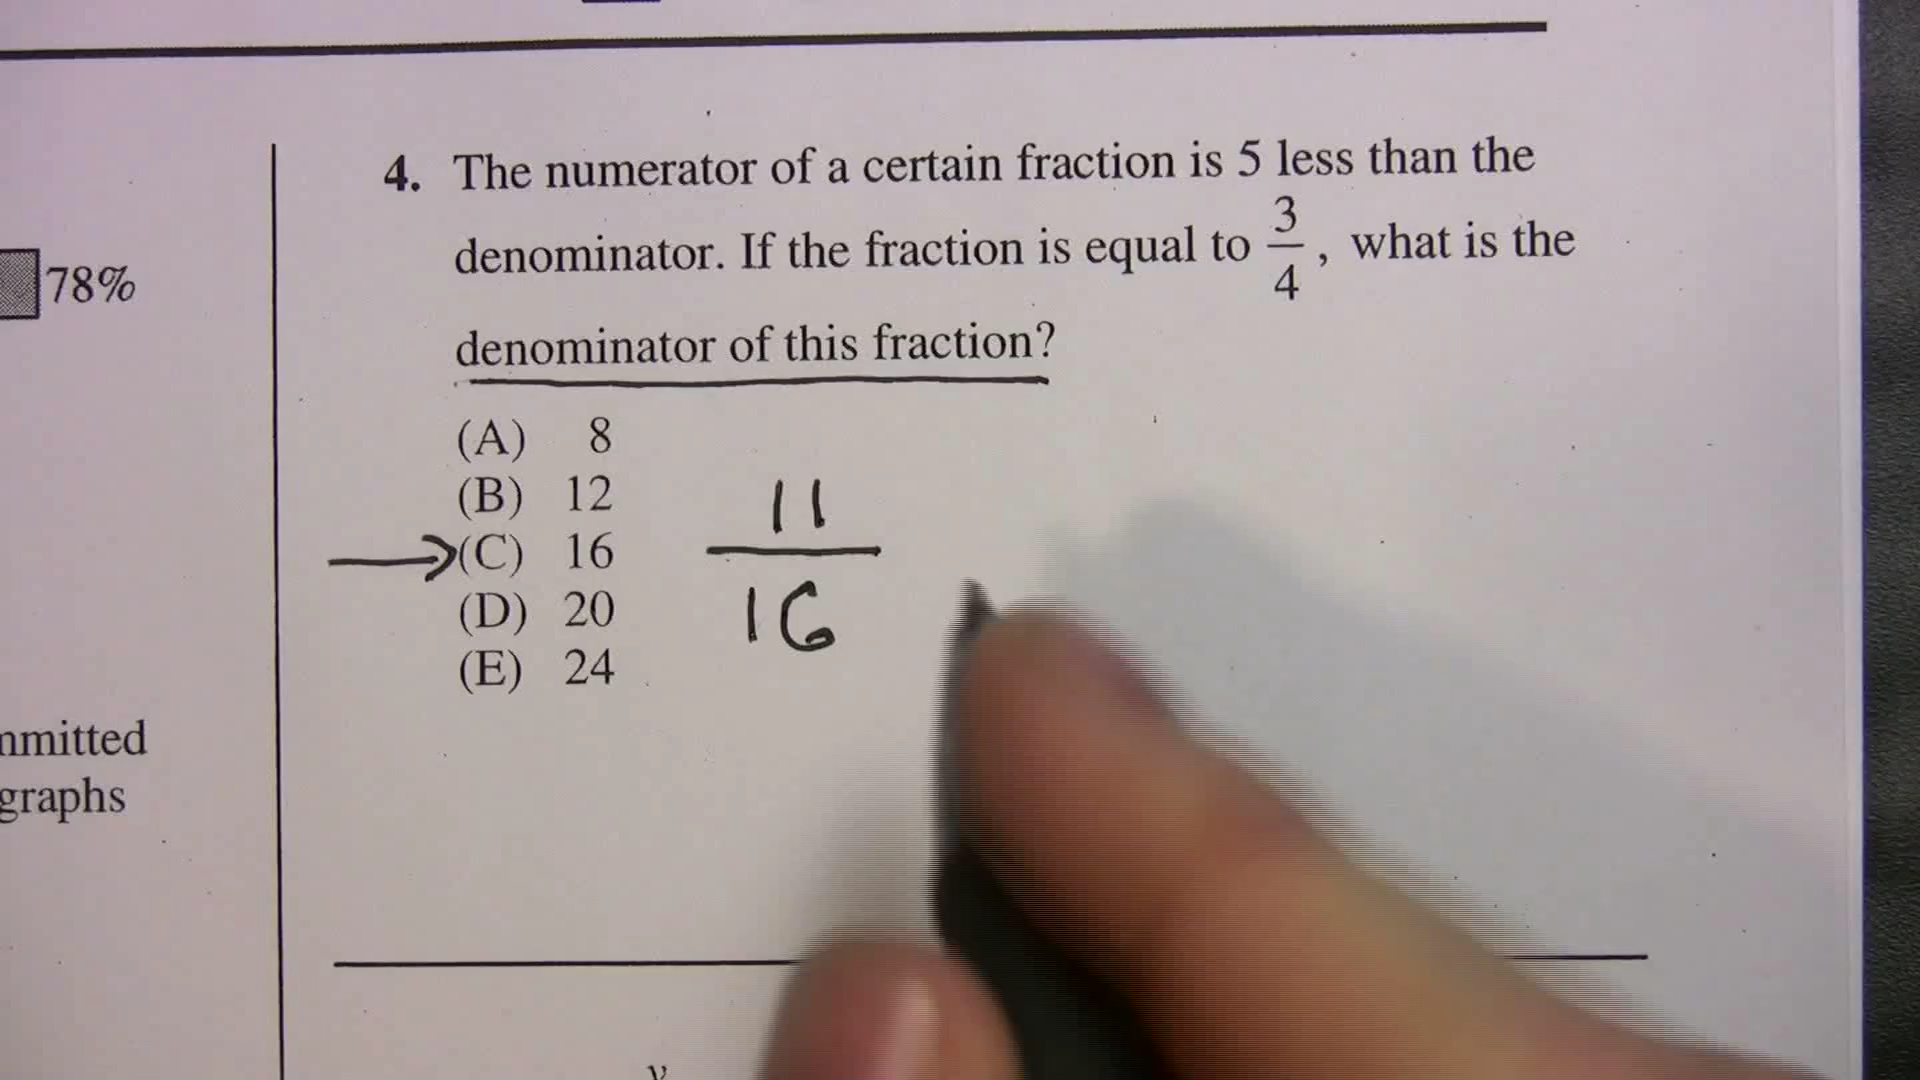 78%
nmitted
graphs
4. The numerator of a certain fraction is 5 less than the
denominator. If the fraction is equal to 3/4, what is the
denominator of this fraction?
(A) 8
(B) 12
(C) 16
(D) 20
(E) 24
11
16
y